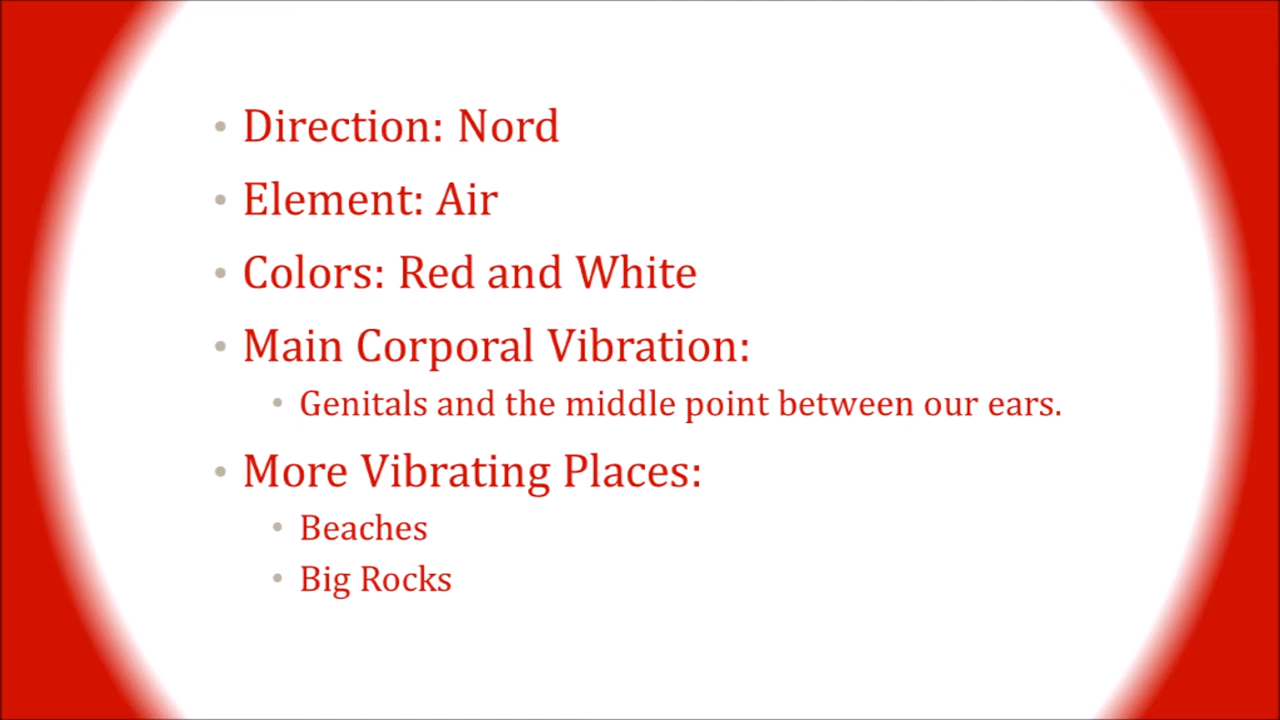 • Direction: Nord
• Element: Air
• Colors: Red and White
• Main Corporal Vibration:
• Genitals and the middle point between our ears.
• More Vibrating Places:
• Beaches
• Big Rocks